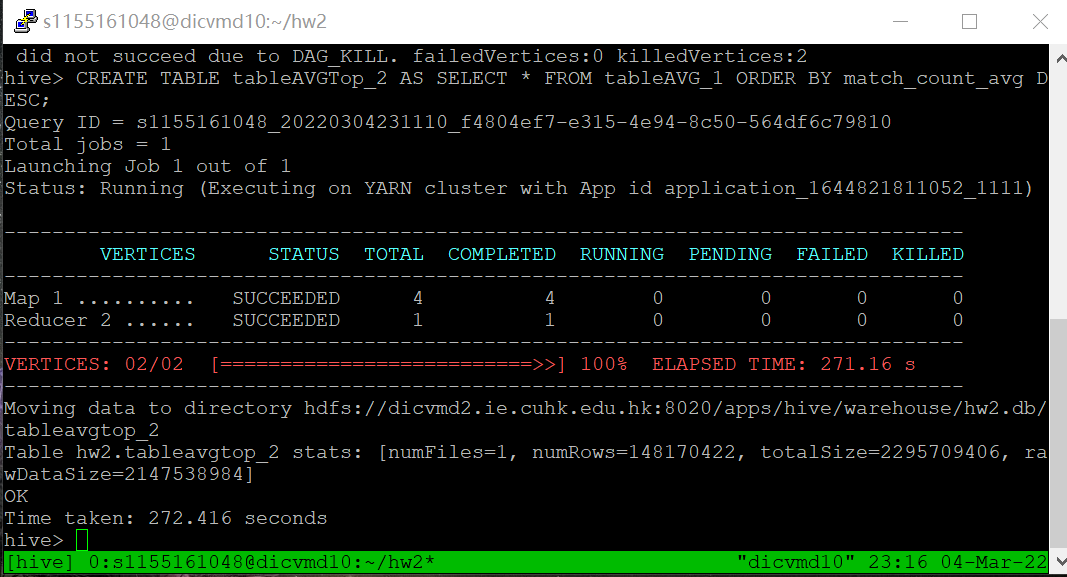 s1155161048@dicvmd10:~/hw2
 did not succeed due to DAG_KILL. failedVertices:0 killedVertices:2
hive> CREATE TABLE tableAVGTop_2 AS SELECT * FROM tableAVG_1 ORDER BY match_count_avg D
ESC;
Query ID = s1155161048_20220304231110_f4804ef7-e315-4e94-8c50-564df6c79810
Total jobs = 1
Launching Job 1 out of 1
Status: Running (Executing on YARN cluster with App id application_1644821811052_1111)
--------------------------------------------------------------------------------
        VERTICES      STATUS  TOTAL  COMPLETED  RUNNING  PENDING  FAILED  KILLED
--------------------------------------------------------------------------------
Map 1 ..........   SUCCEEDED      4          4        0        0       0       0
Reducer 2 ......   SUCCEEDED      1          1        0        0       0       0
--------------------------------------------------------------------------------
VERTICES: 02/02  [==========================>>] 100%  ELAPSED TIME: 271.16 s
--------------------------------------------------------------------------------
Moving data to directory hdfs://dicvmd2.ie.cuhk.edu.hk:8020/apps/hive/warehouse/hw2.db/
tableavgtop_2
Table hw2.tableavgtop_2 stats: [numFiles=1, numRows=148170422, totalSize=2295709406, ra
wDataSize=2147538984]
OK
Time taken: 272.416 seconds
hive>
[hive] 0:s1155161048@dicvmd10:~/hw2* "dicvmd10" 23:16 04-Mar-22